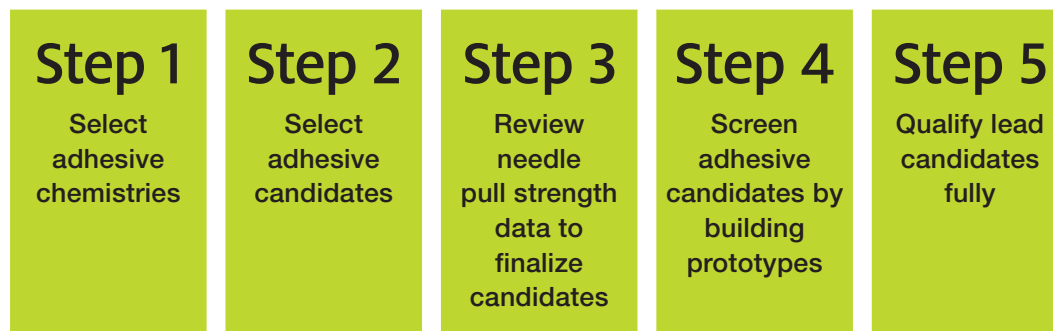 Step 1
Select
adhesive
chemistries
Step 2
Select
adhesive
candidates
Step 3
Review
needle
pull strength
data to
finalize
candidates
Step 4
Screen
adhesive
candidates by
building
prototypes
Step 5
Qualify lead
candidates
fully